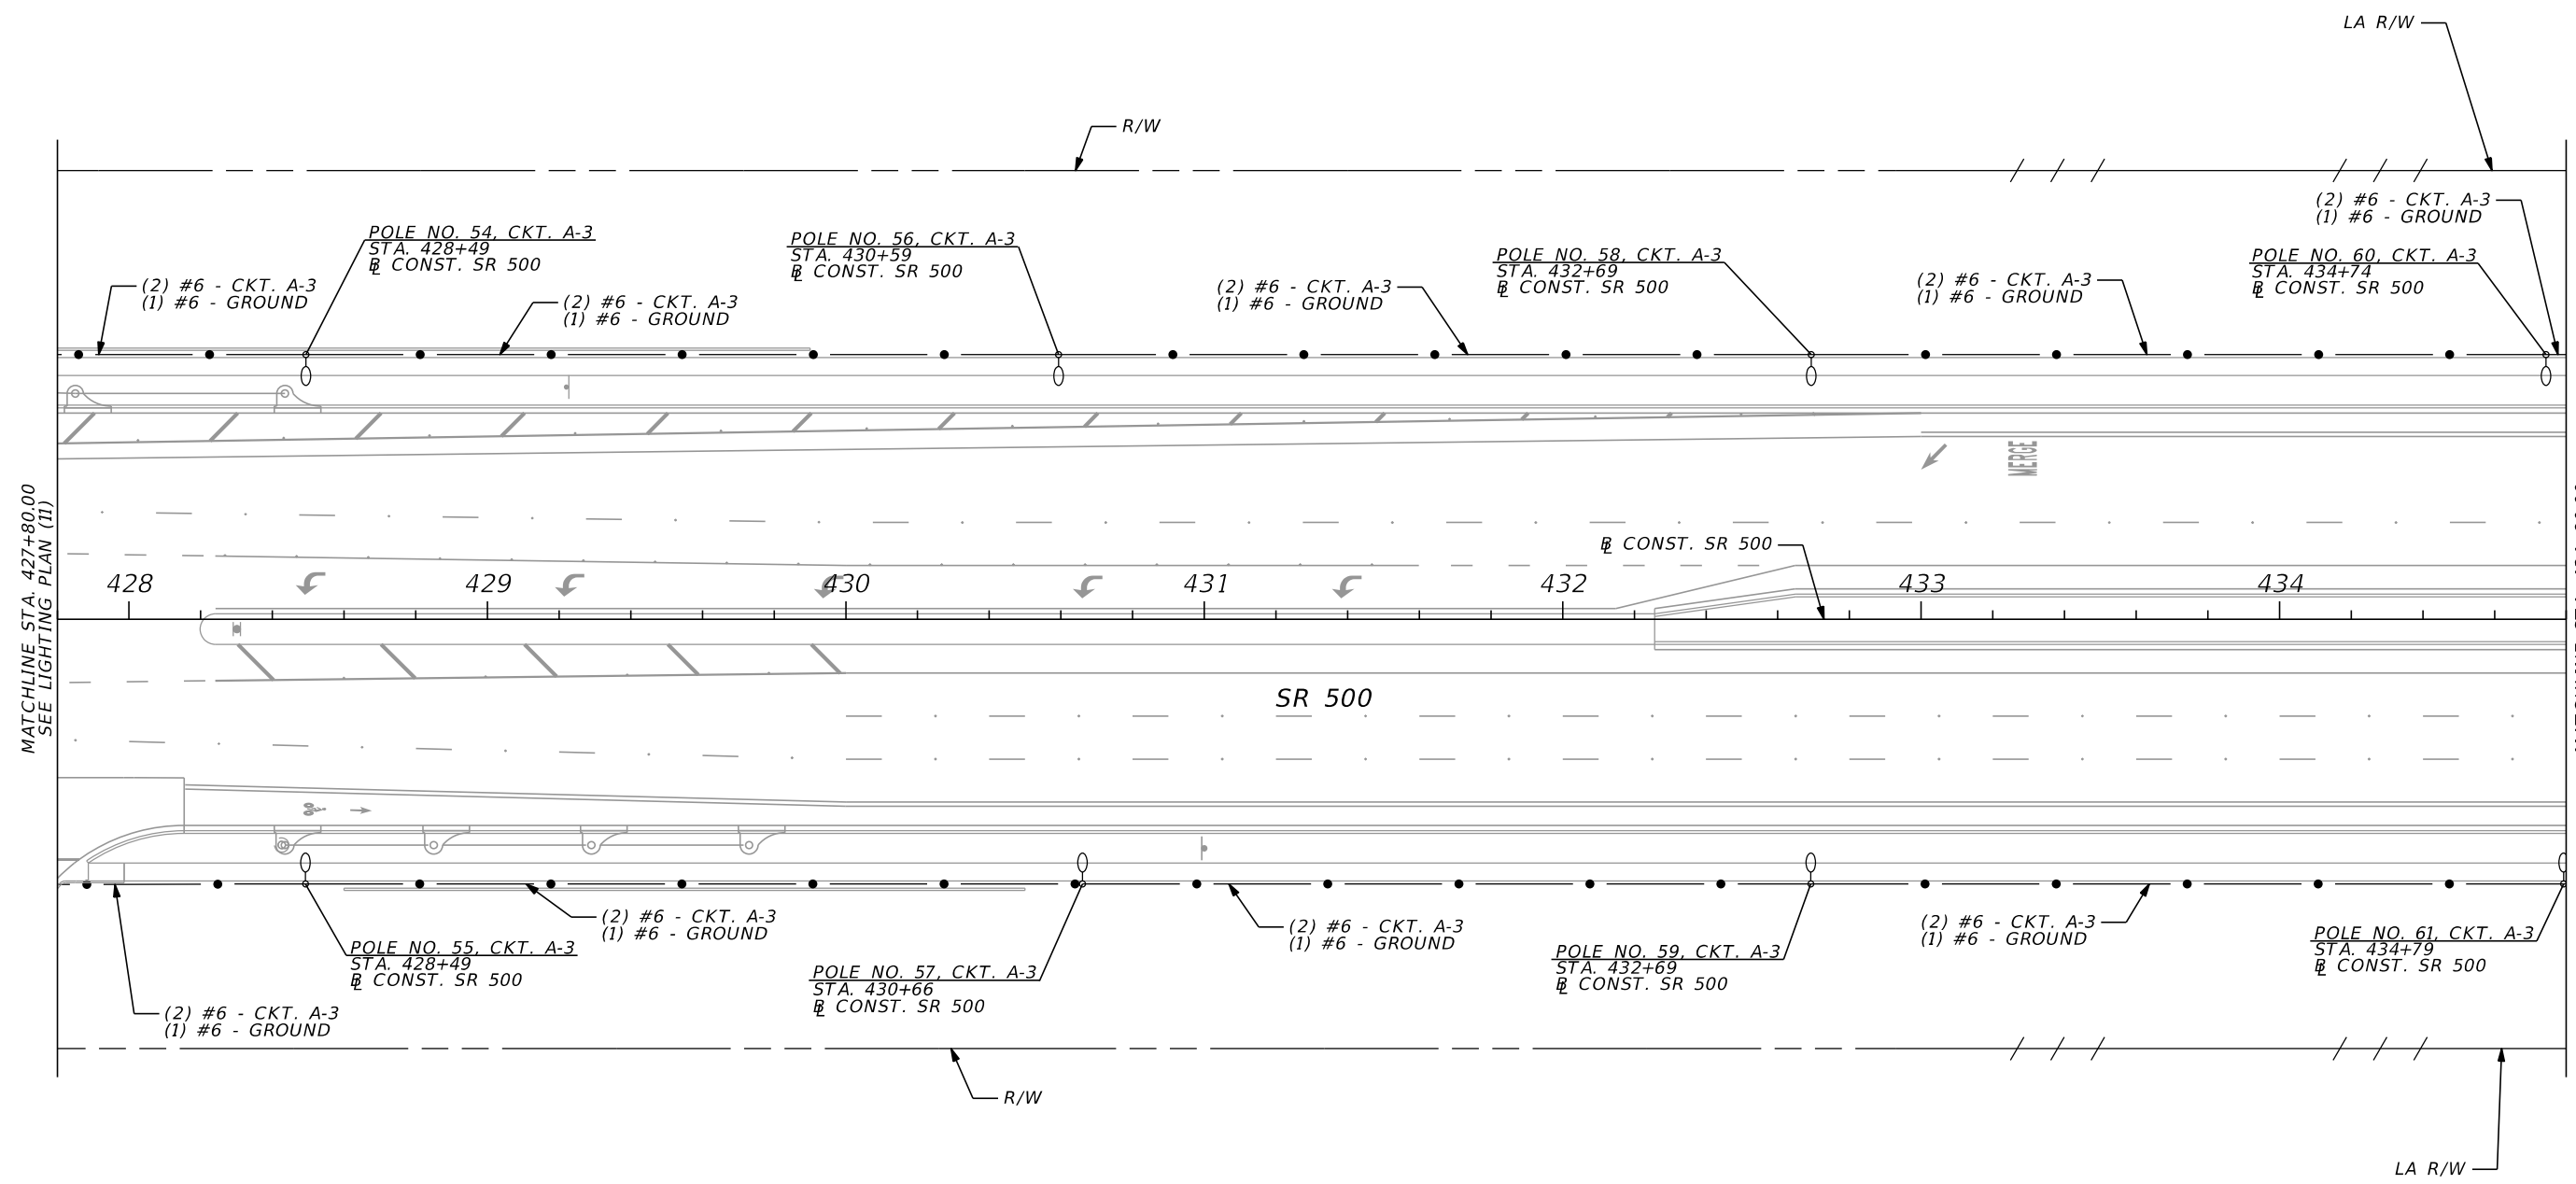 LA R/W
R/W
(2) #6 - CKT. A-3
(1) #6 - GROUND
POLE NO. 54, CKT. A-3
STA. 428+49
BL CONST. SR 500
(2) #6 - CKT. A-3
(1) #6 - GROUND
POLE NO. 56, CKT. A-3
STA. 430+59
BL CONST. SR 500
(2) #6 - CKT. A-3
(1) #6 - GROUND
POLE NO. 58, CKT. A-3
STA. 432+69
BL CONST. SR 500
(2) #6 - CKT. A-3
(1) #6 - GROUND
POLE NO. 60, CKT. A-3
STA. 434+74
BL CONST. SR 500
(2) #6 - CKT. A-3
(1) #6 - GROUND
MERGE
MATCHLINE STA. 427+80.00
SEE LIGHTING PLAN (11)
BL CONST. SR 500
428
429
430
431
432
433
434
SR 500
(2) #6 - CKT. A-3
(1) #6 - GROUND
POLE NO. 55, CKT. A-3
STA. 428+49
BL CONST. SR 500
(2) #6 - CKT. A-3
(1) #6 - GROUND
POLE NO. 57, CKT. A-3
STA. 430+66
BL CONST. SR 500
(2) #6 - CKT. A-3
(1) #6 - GROUND
POLE NO. 59, CKT. A-3
STA. 432+69
BL CONST. SR 500
(2) #6 - CKT. A-3
(1) #6 - GROUND
POLE NO. 61, CKT. A-3
STA. 434+79
BL CONST. SR 500
R/W
LA R/W